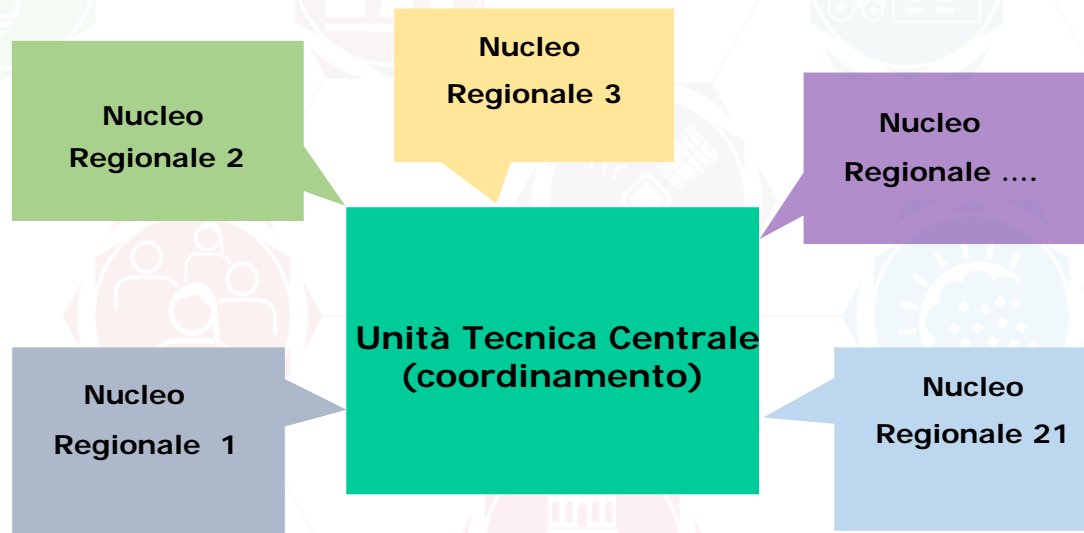 Nucleo
Regionale 3
Nucleo
Regionale 2
Nucleo
Regionale ....
Unità Tecnica Centrale
(coordinamento)
Nucleo
Regionale 1
Nucleo
Regionale 21